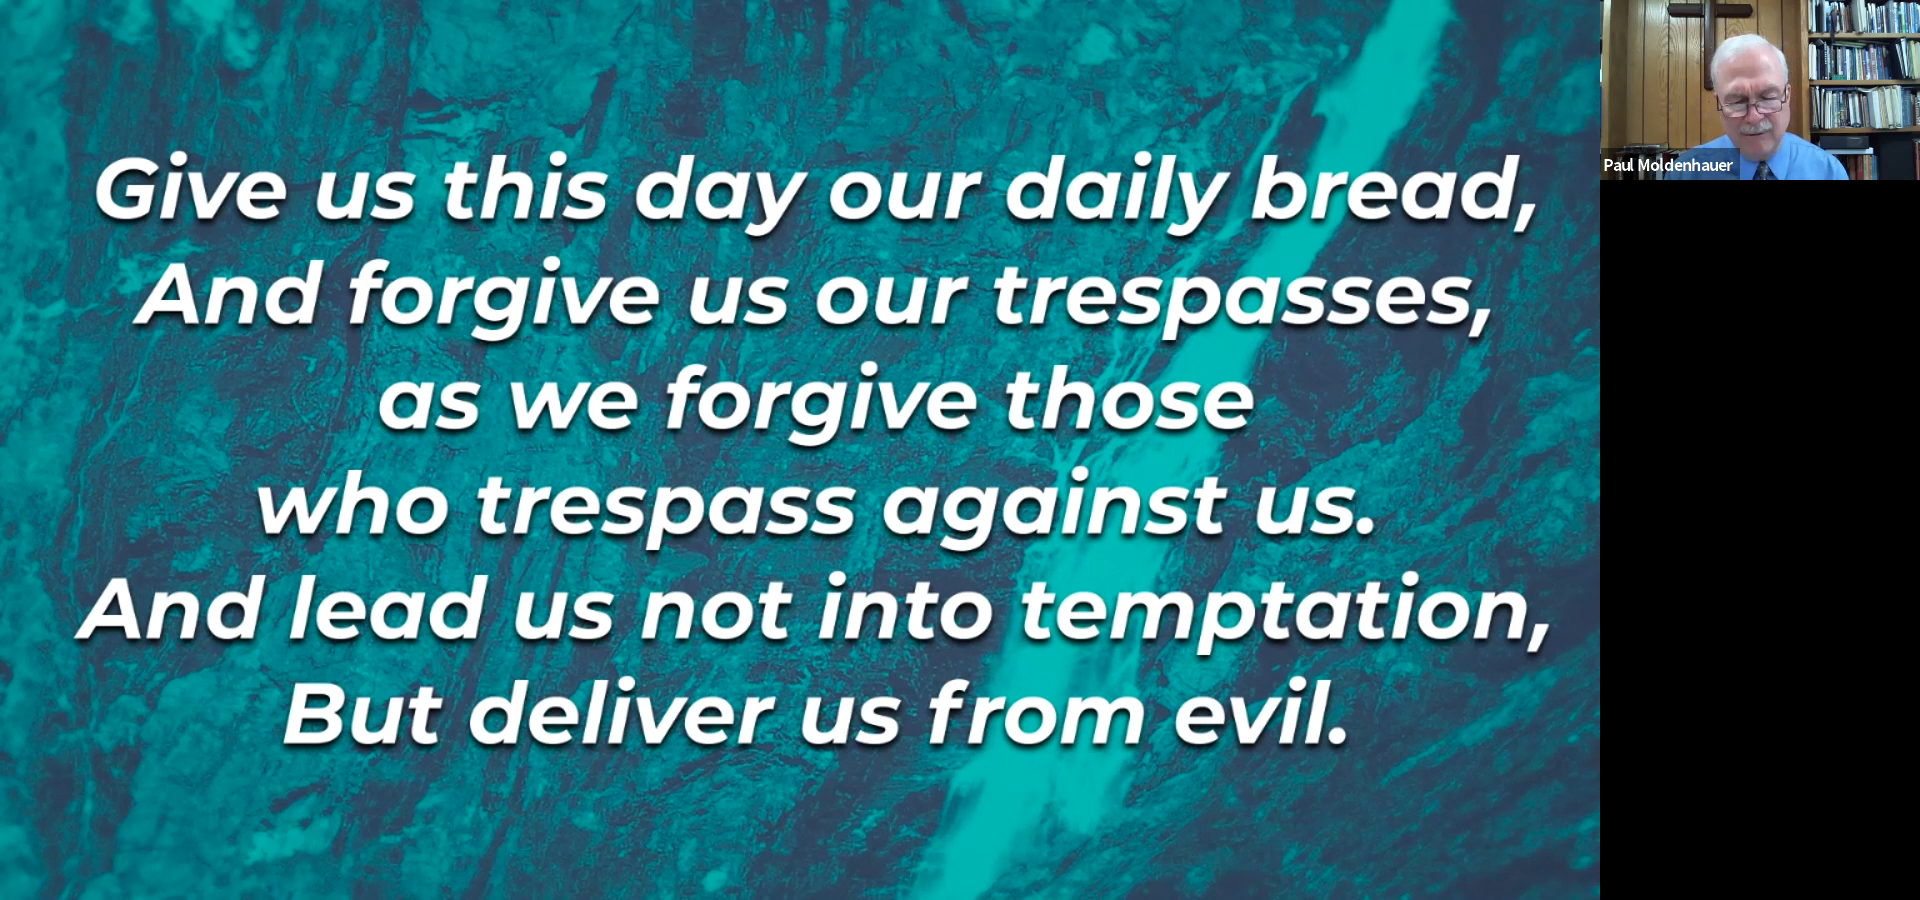 Give us this day our daily bread,
And forgive us our trespasses,
as we forgive those
who trespass against us.
And lead us not into temptation,
But deliver us from evil.
Paul Moldenhauer